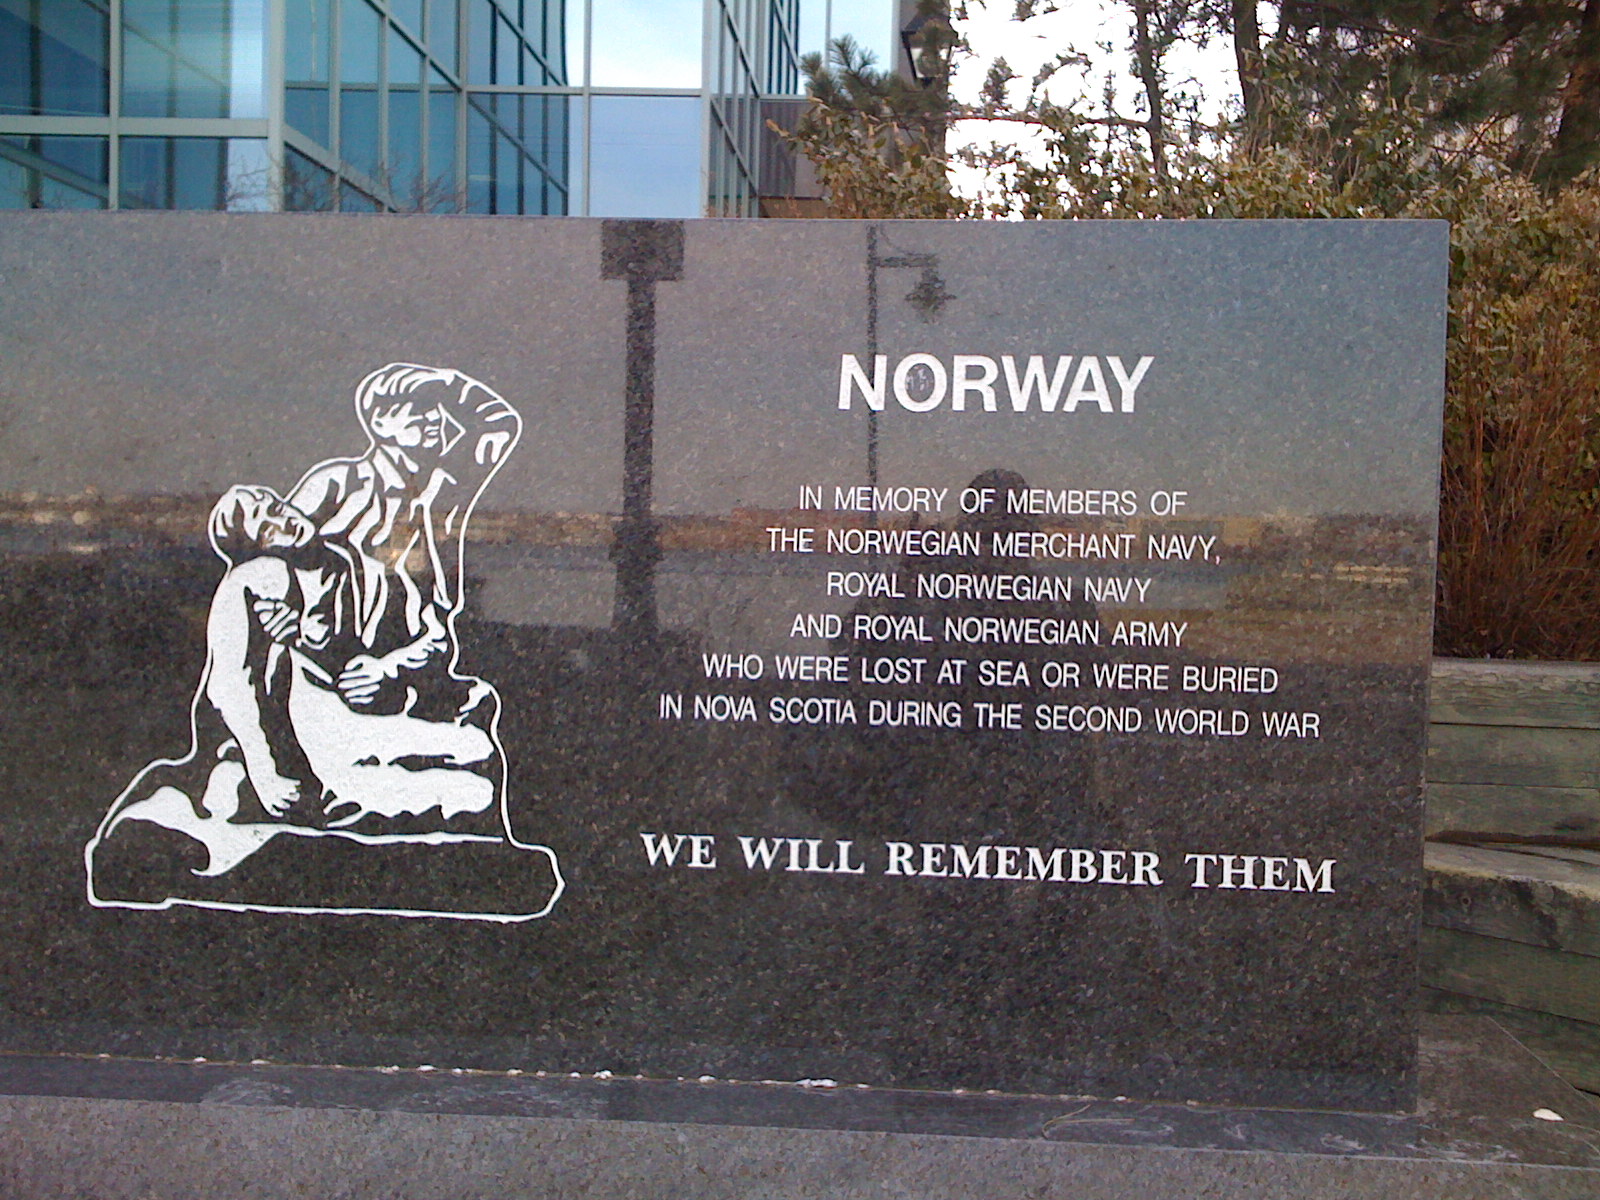 NORWAY
IN MEMORY OF MEMBERS OF
THE NORWEGIAN MERCHANT NAVY,
ROYAL NORWEGIAN NAVY
AND ROYAL NORWEGIAN ARMY
WHO WERE LOST AT SEA OR WERE BURIED
IN NOVA SCOTIA DURING THE SECOND WORLD WAR
WE WILL REMEMBER THEM